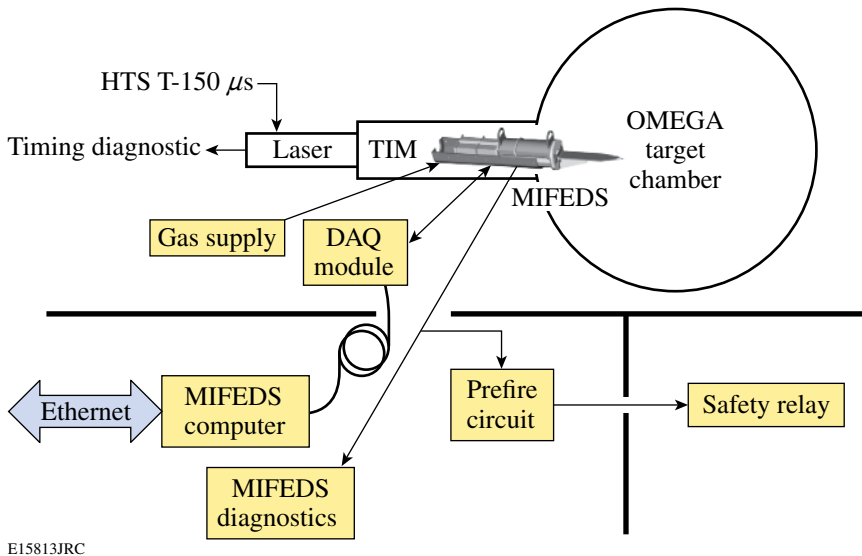 HTS T-150 μs
Timing diagnostic
Laser
TIM
OMEGA
target
chamber
MIFEDS
Gas supply
DAQ
module
Ethernet
MIFEDS
computer
Prefire
circuit
Safety relay
MIFEDS
diagnostics
E15813JRC